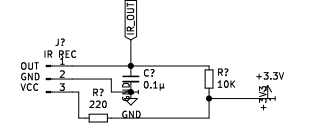 IR_OUT
J?
IR REC
OUT 1
GND 2
VCC 3
C?
0.1µ
GND
R?
10K
+3.3V
+3V3
R?
220
GND